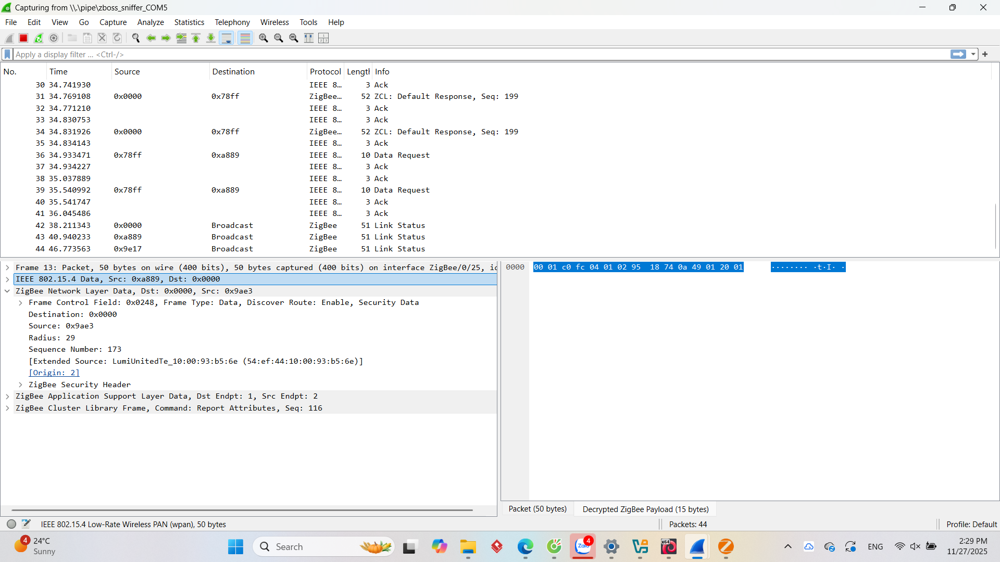 Capturing from \\.\pipe\zboss_sniffer_COM5
File Edit View Go Capture Analyze Statistics Telephony Wireless Tools Help
Apply a display filter ... <Ctrl-/>
No. Time Source Destination Protocol Length Info
30 34.741930 IEEE 8… 3 Ack
31 34.769108 0x0000 0x78ff ZigBee… 52 ZCL: Default Response, Seq: 199
32 34.771210 IEEE 8… 3 Ack
33 34.830753 IEEE 8… 3 Ack
34 34.831926 0x0000 0x78ff ZigBee… 52 ZCL: Default Response, Seq: 199
35 34.834143 IEEE 8… 3 Ack
36 34.933471 0x78ff 0xa889 IEEE 8… 10 Data Request
37 34.934227 IEEE 8… 3 Ack
38 35.037889 IEEE 8… 3 Ack
39 35.540992 0x78ff 0xa889 IEEE 8… 10 Data Request
40 35.541747 IEEE 8… 3 Ack
41 36.045486 IEEE 8… 3 Ack
42 38.211343 0x0000 Broadcast ZigBee 51 Link Status
43 40.940233 0xa889 Broadcast ZigBee 51 Link Status
44 46.773563 0x9e17 Broadcast ZigBee 51 Link Status
Frame 13: Packet, 50 bytes on wire (400 bits), 50 bytes captured (400 bits) on interface ZigBee/0/25, ic
IEEE 802.15.4 Data, Src: 0xa889, Dst: 0x0000
ZigBee Network Layer Data, Dst: 0x0000, Src: 0x9ae3
Frame Control Field: 0x0248, Frame Type: Data, Discover Route: Enable, Security Data
Destination: 0x0000
Source: 0x9ae3
Radius: 29
Sequence Number: 173
[Extended Source: LumiUnitedTe_10:00:93:b5:6e (54:ef:44:10:00:93:b5:6e)]
[Origin: 2]
ZigBee Security Header
ZigBee Application Support Layer Data, Dst Endpt: 1, Src Endpt: 2
ZigBee Cluster Library Frame, Command: Report Attributes, Seq: 116
0000 00 01 c0 fc 04 01 02 95 18 74 0a 49 01 20 01 ········ ·t·I· ·
Packet (50 bytes) Decrypted ZigBee Payload (15 bytes)
IEEE 802.15.4 Low-Rate Wireless PAN (wpan), 50 bytes Packets: 44 Profile: Default
4
24°C
Sunny
Search
Zalo
4
x64
ENG
2:29 PM
11/27/2025